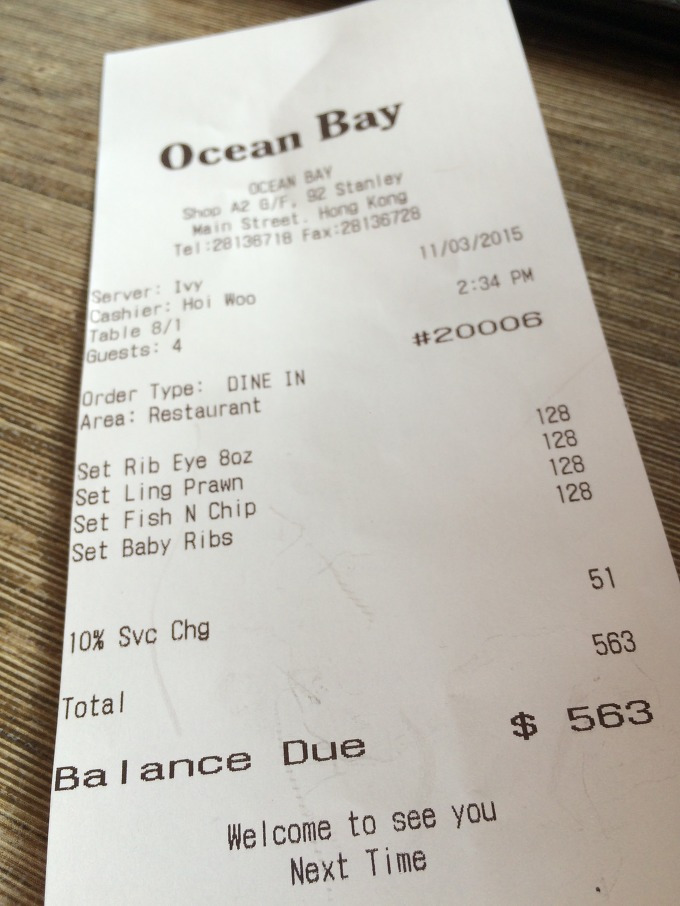 Ocean Bay
OCEAN BAY
Shop A2 G/F, 92 Stanley
Main Street. Hong Kong
Tel:28136718 Fax:28136728
11/03/2015
Server: Ivy
2:34 PM
Cashier: Hoi Woo
Table 8/1
#20006
Guests: 4
Order Type: DINE IN
Area: Restaurant
Set Rib Eye 8oz 128
Set Ling Prawn 128
Set Fish N Chip 128
Set Baby Ribs 128
10% Svc Chg 51
Total 563
Balance Due $ 563
Welcome to see you
Next Time